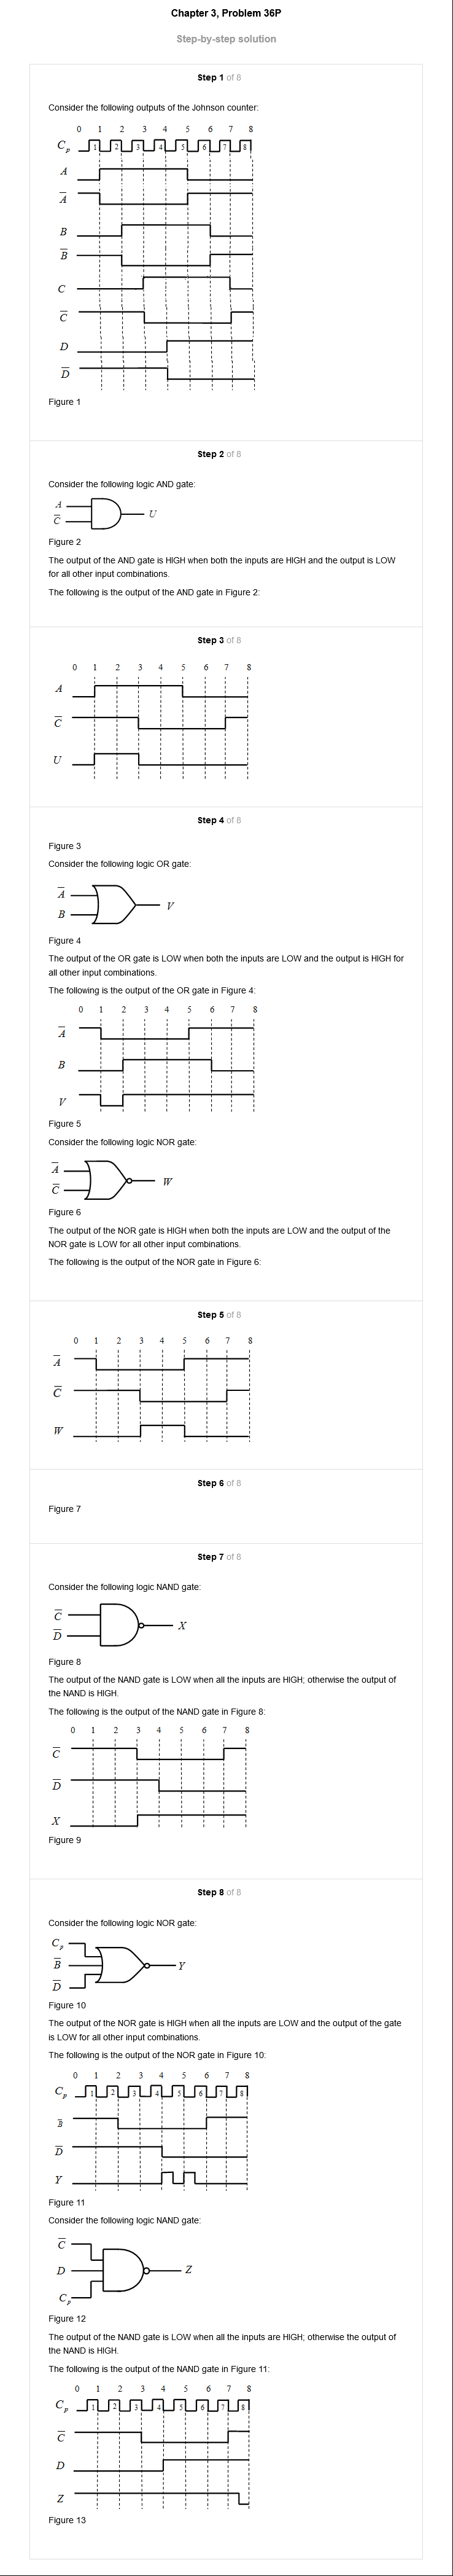 Chapter 3, Problem 36P
Step-by-step solution
Step 1 of 8
Consider the following outputs of the Johnson counter:
0 1 2 3 4 5 6 7 8
C_p 1 2 3 4 5 6 7 8
A
A̅
B
B̅
C
C̅
D
D̅
Figure 1
Step 2 of 8
Consider the following logic AND gate:
A
C̅
U
Figure 2
The output of the AND gate is HIGH when both the inputs are HIGH and the output is LOW
for all other input combinations.
The following is the output of the AND gate in Figure 2:
Step 3 of 8
0 1 2 3 4 5 6 7 8
A
C̅
U
Step 4 of 8
Figure 3
Consider the following logic OR gate:
A̅
B
V
Figure 4
The output of the OR gate is LOW when both the inputs are LOW and the output is HIGH for
all other input combinations.
The following is the output of the OR gate in Figure 4:
0 1 2 3 4 5 6 7 8
A̅
B
V
Figure 5
Consider the following logic NOR gate:
A̅
C̅
W
Figure 6
The output of the NOR gate is HIGH when both the inputs are LOW and the output of the
NOR gate is LOW for all other input combinations.
The following is the output of the NOR gate in Figure 6:
Step 5 of 8
0 1 2 3 4 5 6 7 8
A̅
C̅
W
Step 6 of 8
Figure 7
Step 7 of 8
Consider the following logic NAND gate:
C̅
D̅
X
Figure 8
The output of the NAND gate is LOW when all the inputs are HIGH; otherwise the output of
the NAND is HIGH.
The following is the output of the NAND gate in Figure 8:
0 1 2 3 4 5 6 7 8
C̅
D̅
X
Figure 9
Step 8 of 8
Consider the following logic NOR gate:
C_p
B̅
D̅
Y
Figure 10
The output of the NOR gate is HIGH when all the inputs are LOW and the output of the gate
is LOW for all other input combinations.
The following is the output of the NOR gate in Figure 10:
0 1 2 3 4 5 6 7 8
C_p 1 2 3 4 5 6 7 8
B̅
D̅
Y
Figure 11
Consider the following logic NAND gate:
C̅
D
C_p
Z
Figure 12
The output of the NAND gate is LOW when all the inputs are HIGH; otherwise the output of
the NAND is HIGH.
The following is the output of the NAND gate in Figure 11:
0 1 2 3 4 5 6 7 8
C_p 1 2 3 4 5 6 7 8
C̅
D
Z
Figure 13